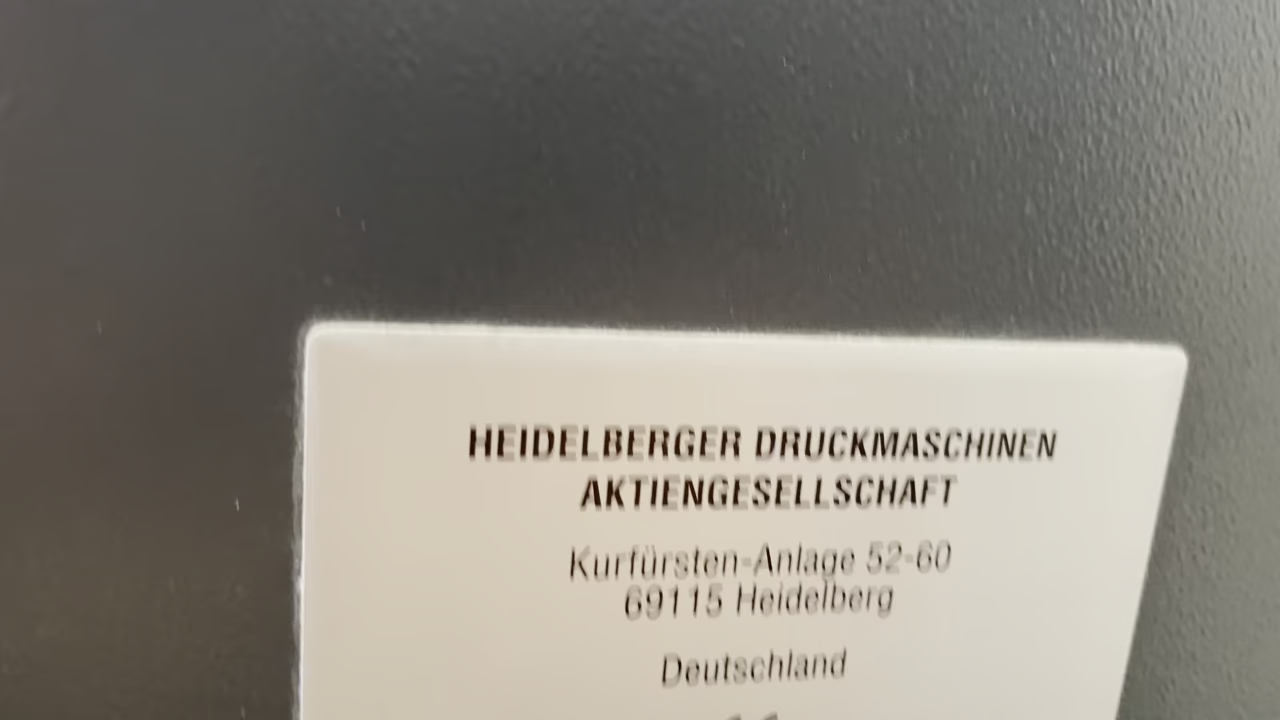 HEIDELBERGER DRUCKMASCHINEN
AKTIENGESELLSCHAFT
Kurfürsten-Anlage 52-60
69115 Heidelberg
Deutschland